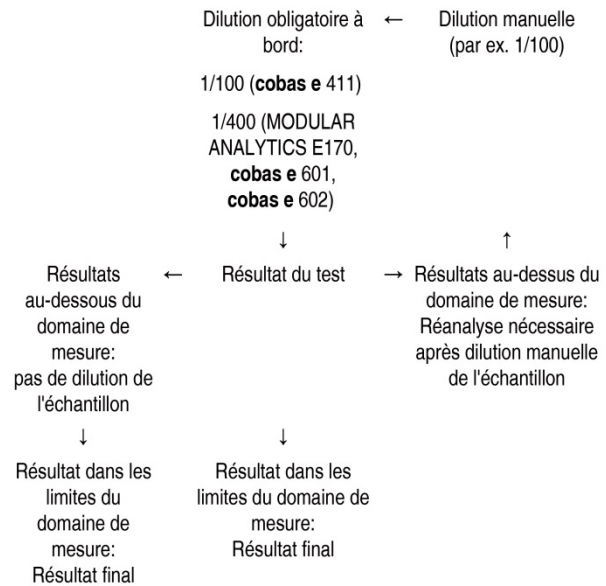 Dilution obligatoire à ← Dilution manuelle
bord: (par ex. 1/100)
1/100 (cobas e 411)
1/400 (MODULAR
ANALYTICS E170,
cobas e 601,
cobas e 602)
↓ ↑
Résultats ← Résultat du test → Résultats au-dessus du
au-dessous du domaine de mesure:
domaine de Réanalyse nécessaire
mesure: après dilution manuelle
pas de dilution de de l'échantillon
l'échantillon
↓ ↓
Résultat dans les Résultat dans les
limites du limites du domaine de
domaine de mesure:
mesure: Résultat final
Résultat final